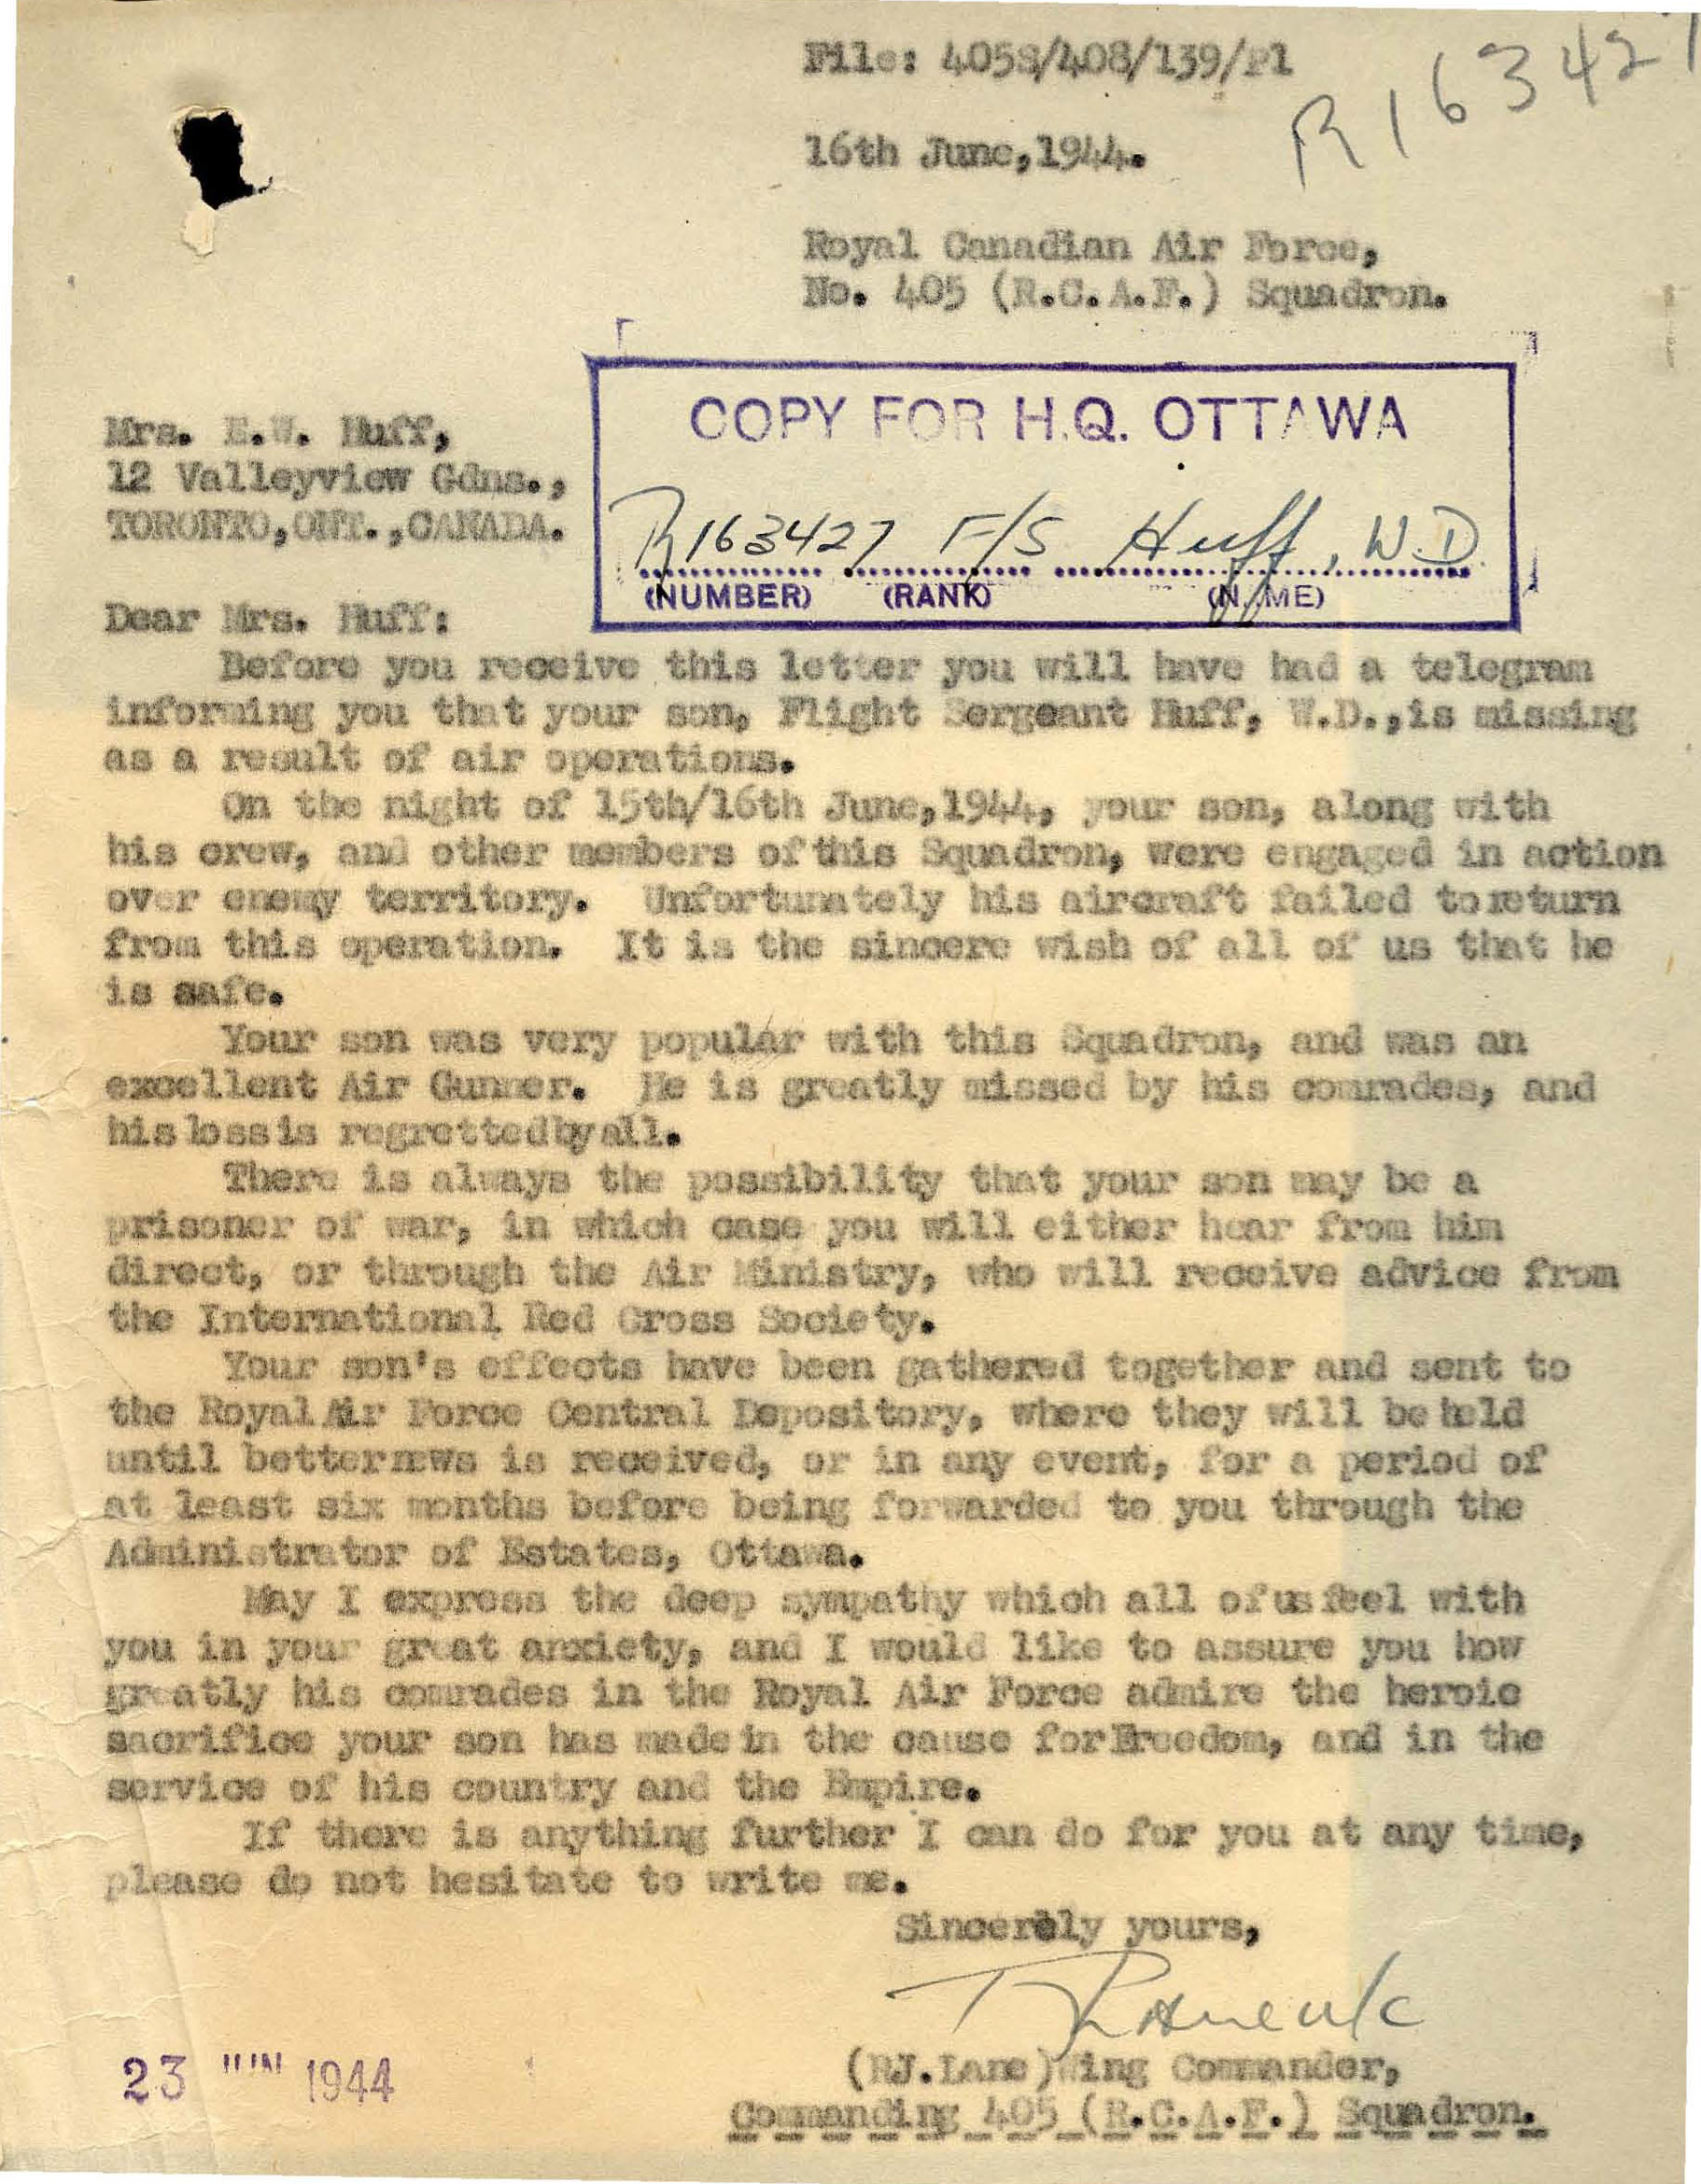 File: 405S/408/139/P1
R163427
16th June,1944.
Royal Canadian Air Force,
No. 405 (R.C.A.F.) Squadron.
COPY FOR H.Q. OTTAWA
R163427 F/S Huff, W.D.
(NUMBER) (RANK) (NAME)
Mrs. E.W. Huff,
12 Valleyview Gdns.,
TORONTO,ONT.,CANADA.
Dear Mrs. Huff:
Before you receive this letter you will have had a telegram
informing you that your son, Flight Sergeant Huff, W.D.,is missing
as a result of air operations.
On the night of 15th/16th June,1944, your son, along with
his crew, and other members of this Squadron, were engaged in action
over enemy territory. Unfortunately his aircraft failed to return
from this operation. It is the sincere wish of all of us that he
is safe.
Your son was very popular with this Squadron, and was an
excellent Air Gunner. He is greatly missed by his comrades, and
his loss is regretted by all.
There is always the possibility that your son may be a
prisoner of war, in which case you will either hear from him
direct, or through the Air Ministry, who will receive advice from
the International Red Cross Society.
Your son's effects have been gathered together and sent to
the Royal Air Force Central Depository, where they will be held
until better news is received, or in any event, for a period of
at least six months before being forwarded to you through the
Administrator of Estates, Ottawa.
May I express the deep sympathy which all of us feel with
you in your great anxiety, and I would like to assure you how
greatly his comrades in the Royal Air Force admire the heroic
sacrifice your son has made in the cause for Freedom, and in the
service of his country and the Empire.
If there is anything further I can do for you at any time,
please do not hesitate to write me.
Sincerely yours,
(RJ.Lane)Wing Commander,
Commanding 405 (R.C.A.F.) Squadron.
23 JUN 1944